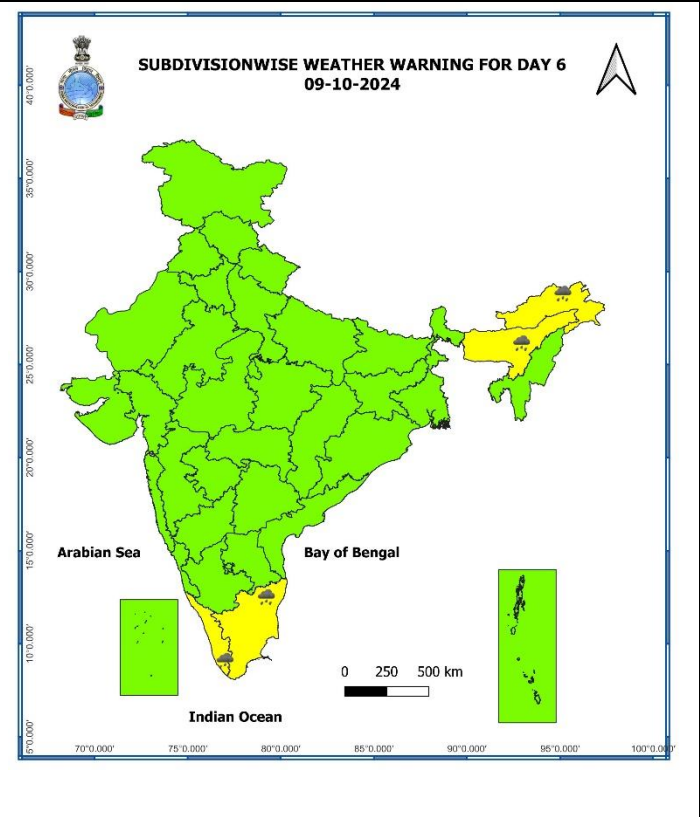 SUBDIVISIONWISE WEATHER WARNING FOR DAY 6
09-10-2024
40°0.000'
35°0.000'
30°0.000'
25°0.000'
20°0.000'
15°0.000'
10°0.000'
5°0.000'
Arabian Sea
Bay of Bengal
0 250 500 km
Indian Ocean
70°0.000' 75°0.000' 80°0.000' 85°0.000' 90°0.000' 95°0.000' 100°0.000'